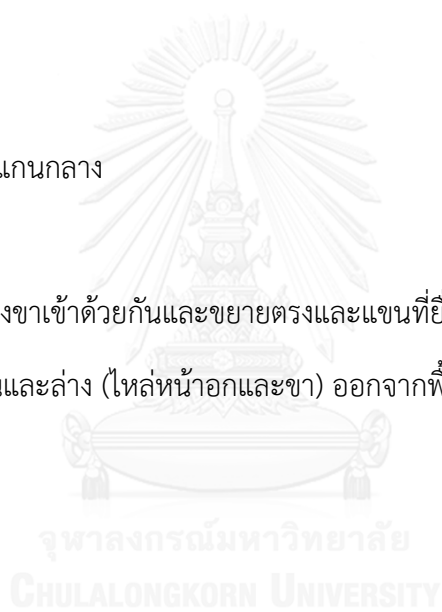 แกนกลาง
งขาเข้าด้วยกันและขยายตรงและแขนที่ยื
นและล่าง (ไหล่หน้าอกและขา) ออกจากพื้
จุฬาลงกรณ์มหาวิทยาลัย
CHULALONGKORN UNIVERSITY